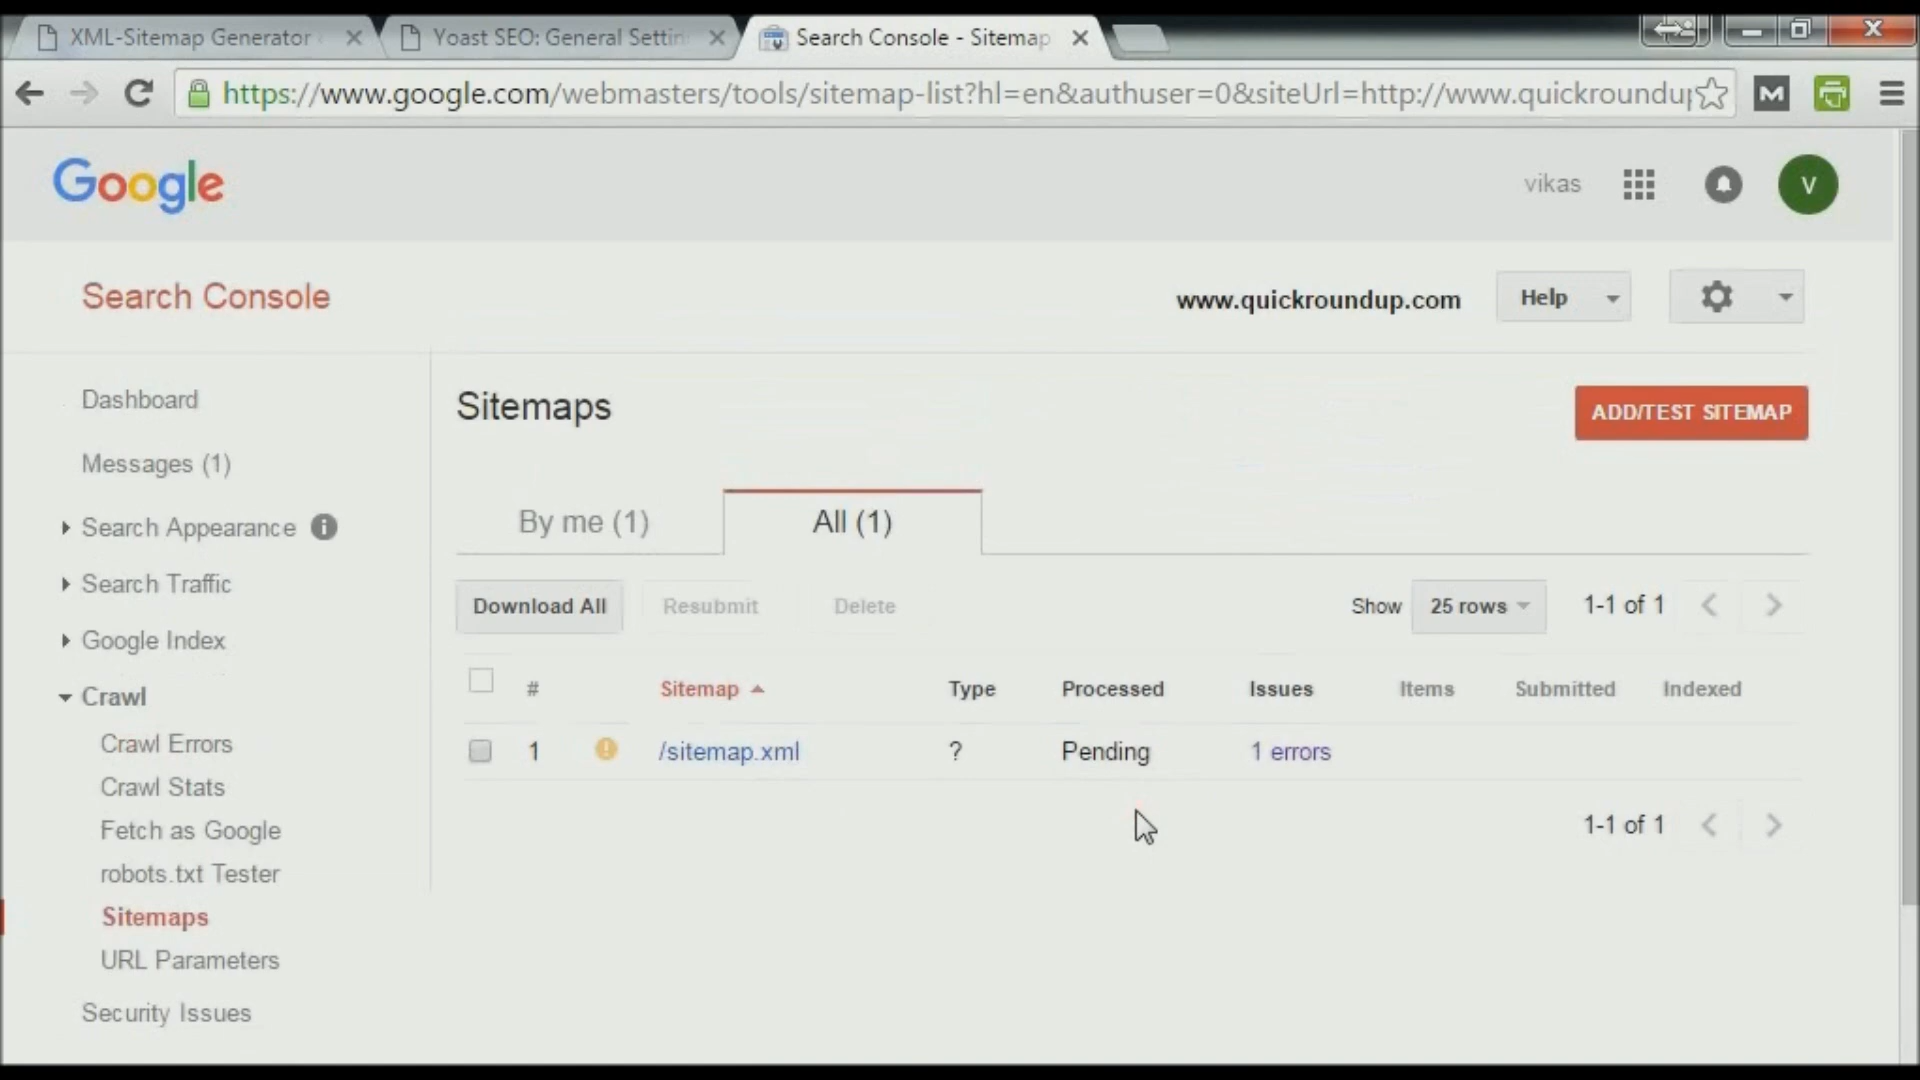 XML-Sitemap Generator
Yoast SEO: General Settin
Search Console - Sitemap
https://www.google.com/webmasters/tools/sitemap-list?hl=en&authuser=0&siteUrl=http://www.quickroundup
Google
vikas
V
Search Console
www.quickroundup.com
Help
Dashboard
Messages (1)
Search Appearance
Search Traffic
Google Index
Crawl
Crawl Errors
Crawl Stats
Fetch as Google
robots.txt Tester
Sitemaps
URL Parameters
Security Issues
Sitemaps
ADD/TEST SITEMAP
By me (1)
All (1)
Download All
Resubmit
Delete
Show
25 rows
1-1 of 1
# Sitemap Type Processed Issues Items Submitted Indexed
1 /sitemap.xml ? Pending 1 errors
1-1 of 1